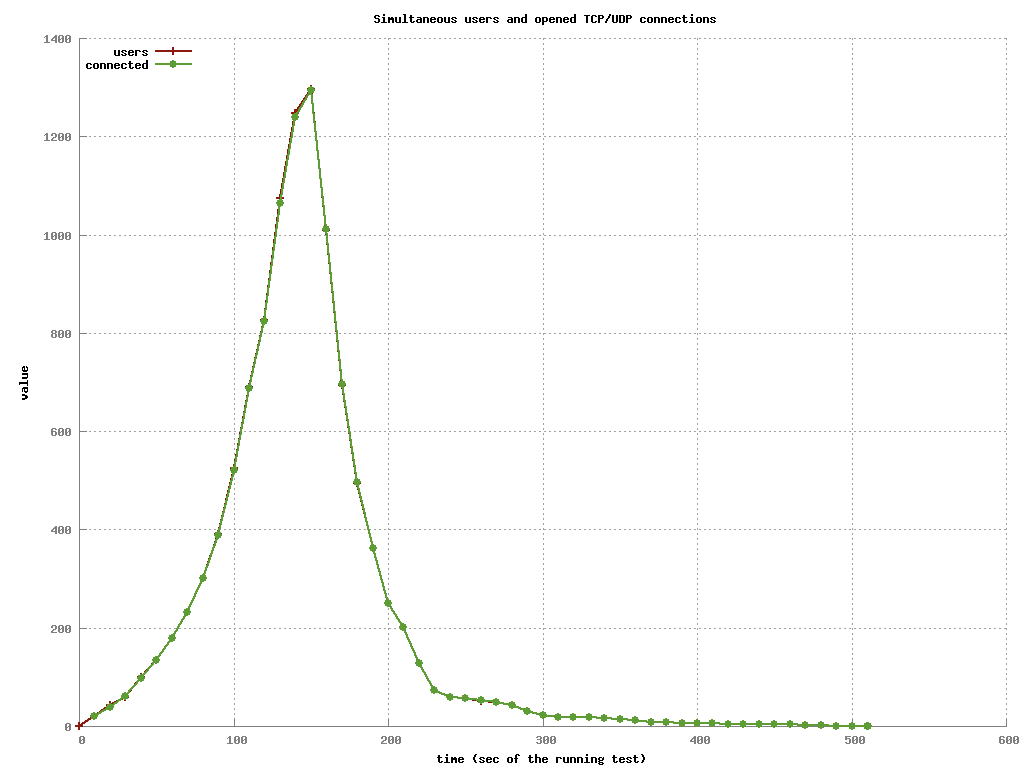 Simultaneous users and opened TCP/UDP connections
1400
users
connected
1200
1000
800
value
600
400
200
0
0 100 200 300 400 500 600
time (sec of the running test)